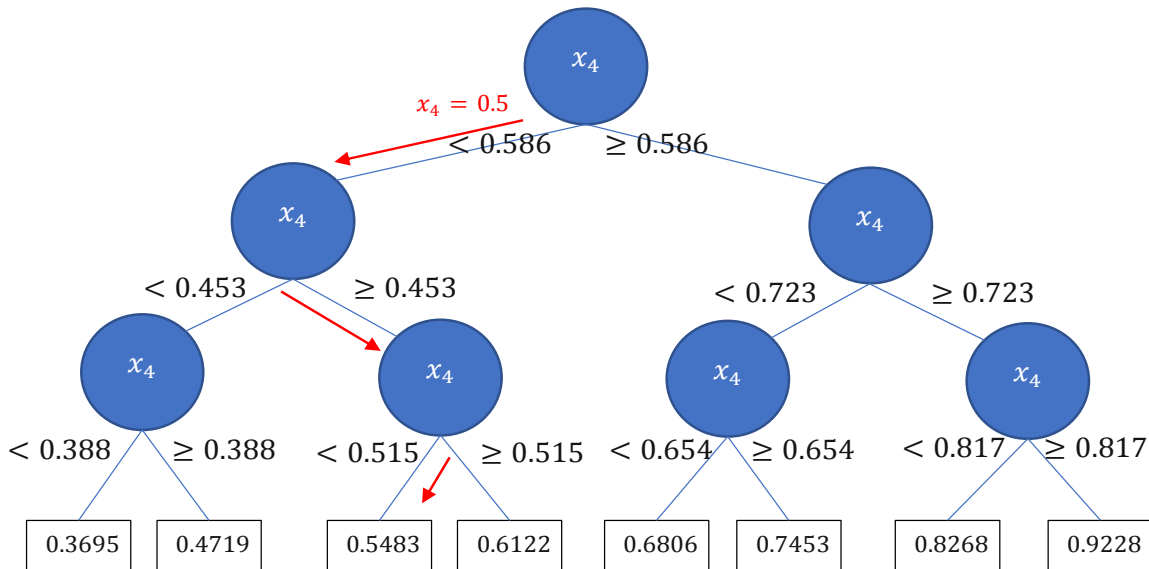 x₄
x₄ = 0.5
< 0.586 ≥ 0.586
x₄ x₄
< 0.453 ≥ 0.453 < 0.723 ≥ 0.723
x₄ x₄ x₄ x₄
< 0.388 ≥ 0.388 < 0.515 ≥ 0.515 < 0.654 ≥ 0.654 < 0.817 ≥ 0.817
0.3695 0.4719 0.5483 0.6122 0.6806 0.7453 0.8268 0.9228